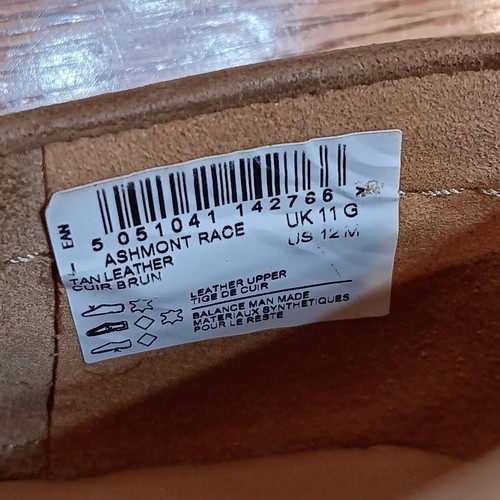 EAN
5 051041 142766
ASHMONT RACE
UK 11 G
US 12 M
TAN LEATHER
CUIR BRUN
LEATHER UPPER
TIGE DE CUIR
BALANCE MAN MADE
MATERIAUX SYNTHETIQUES
POUR LE RESTE